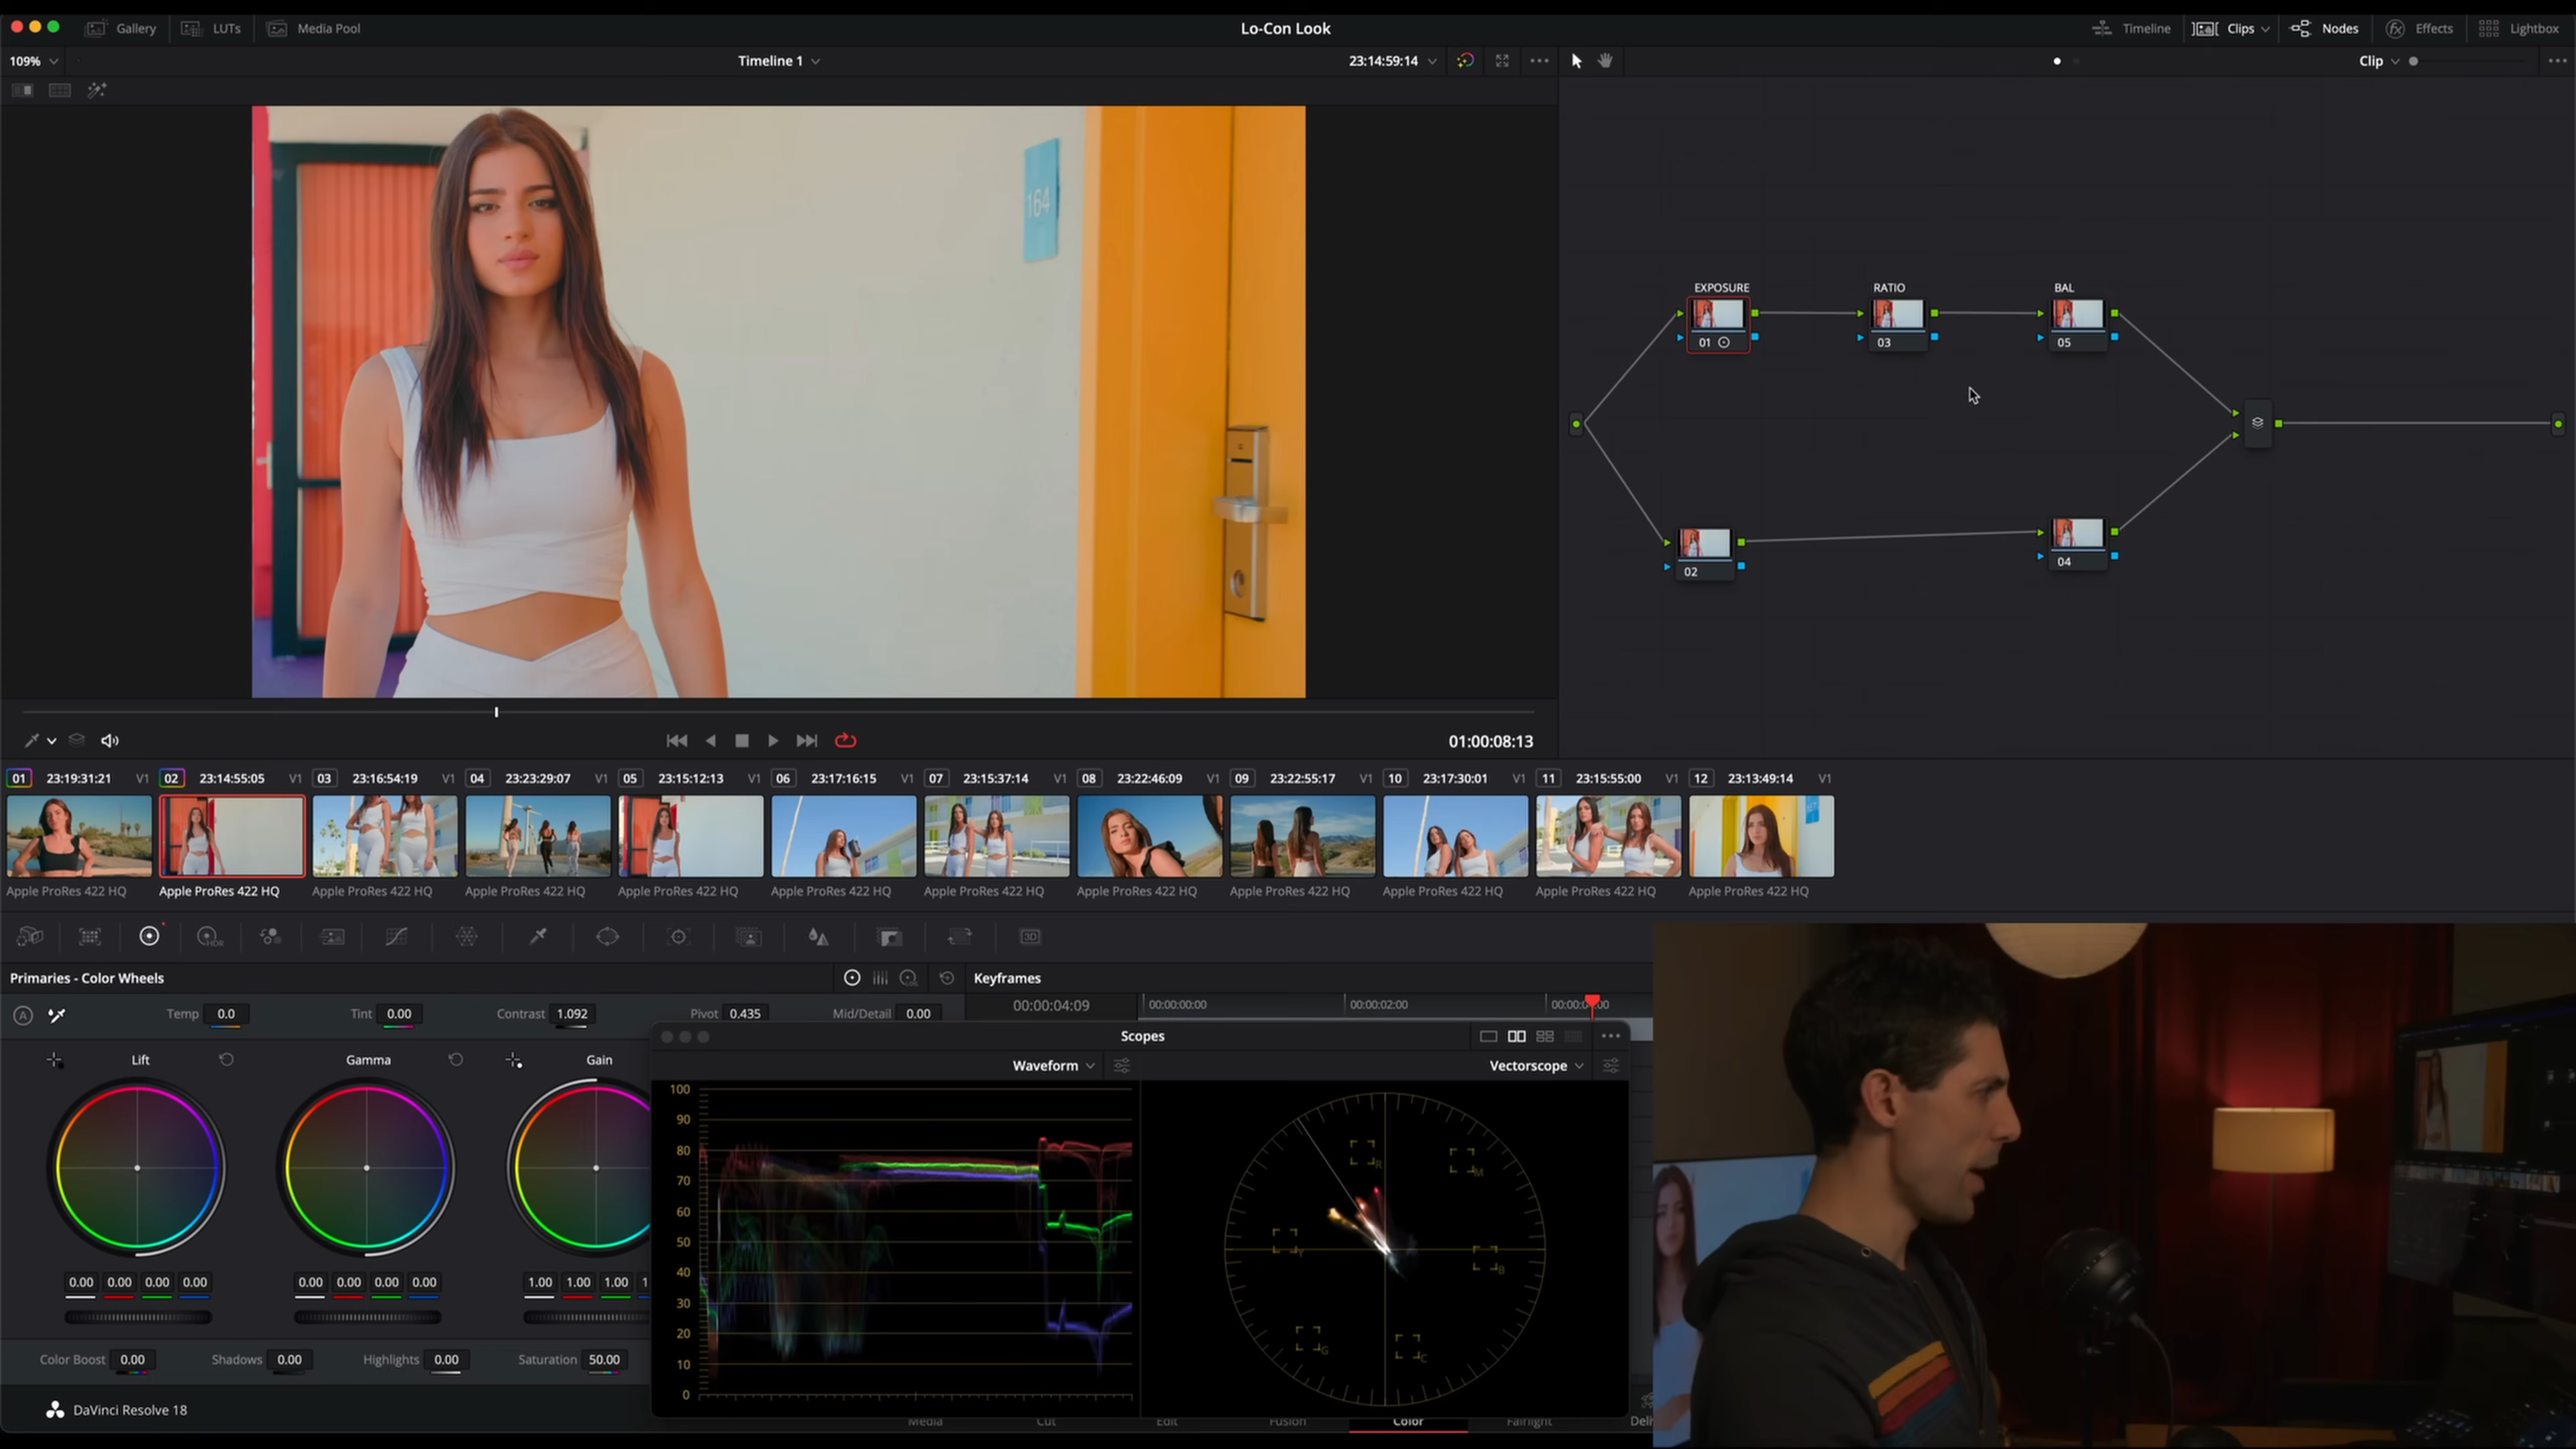 Gallery LUTs Media Pool Lo-Con Look Timeline Clips Nodes Effects Lightbox
109% Timeline 1 23:14:59:14 Clip
164
EXPOSURE RATIO BAL
01 03 05
02 04
01:00:08:13
01 23:19:31:21 V1 02 23:14:55:05 V1 03 23:16:54:19 V1 04 23:23:29:07 V1 05 23:15:12:13 V1 06 23:17:16:15 V1 07 23:15:37:14 V1 08 23:22:46:09 V1 09 23:22:55:17 V1 10 23:17:30:01 V1 11 23:15:55:00 V1 12 23:13:49:14 V1
Apple ProRes 422 HQ Apple ProRes 422 HQ Apple ProRes 422 HQ Apple ProRes 422 HQ Apple ProRes 422 HQ Apple ProRes 422 HQ Apple ProRes 422 HQ Apple ProRes 422 HQ Apple ProRes 422 HQ Apple ProRes 422 HQ Apple ProRes 422 HQ Apple ProRes 422 HQ
HDR 3D
Primaries - Color Wheels Keyframes
A Temp 0.0 Tint 0.00 Contrast 1.092 Pivot 0.435 Mid/Detail 0.00
00:00:04:09 00:00:00:00 00:00:02:00
Lift Gamma Gain
0.00 0.00 0.00 0.00 0.00 0.00 0.00 0.00 1.00 1.00 1.00
Color Boost 0.00 Shadows 0.00 Highlights 0.00 Saturation 50.00
Scopes
Waveform Vectorscope
100
90
80
70
60
50
40
30
20
10
0
R M
Y B
G C
DaVinci Resolve 18
Media Cut Edit Fusion Color Fairlight